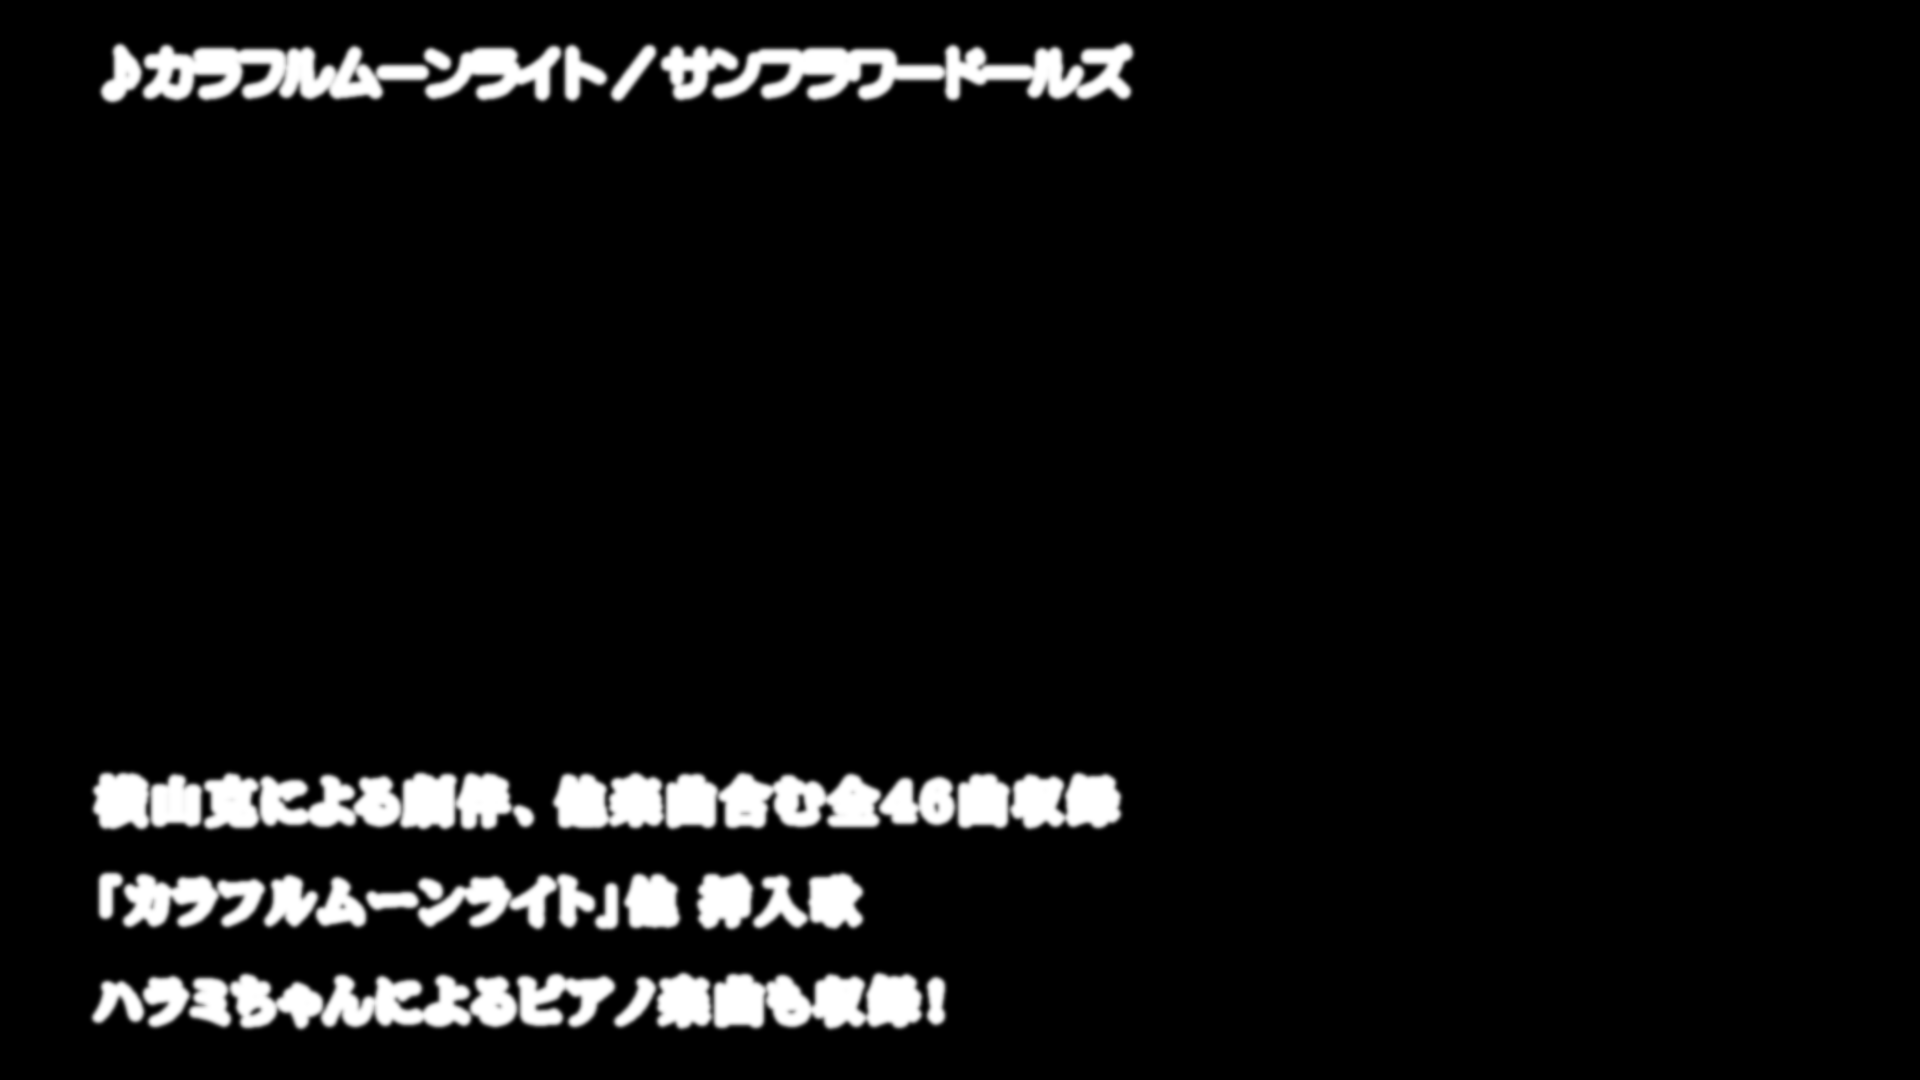 ♪カラフルムーンライト／サンフラワードールズ
横山克による劇伴、他楽曲含む全46曲収録
「カラフルムーンライト」他 挿入歌
ハラミちゃんによるピアノ楽曲も収録！